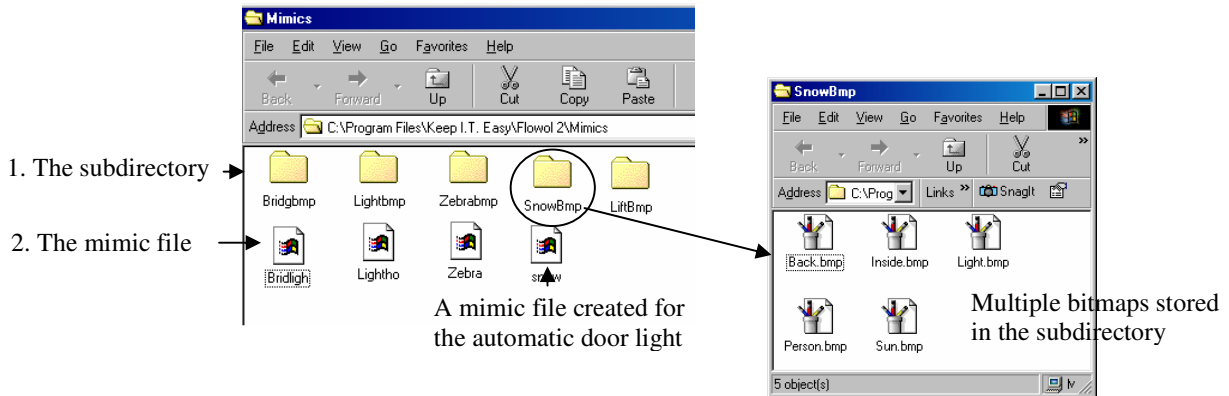 Mimics
File Edit View Go Favorites Help
Back Forward Up Cut Copy Paste
Address C:\Program Files\Keep I.T. Easy\Flowol 2\Mimics
1. The subdirectory
Bridgbmp Lightbmp Zebrabmp SnowBmp LiftBmp
2. The mimic file
Bridligh Lightho Zebra snow
A mimic file created for
the automatic door light
SnowBmp
File Edit View Go Favorites Help
Back Forward Up Cut
Address C:\Prog Links SnagIt
Back.bmp Inside.bmp Light.bmp
Person.bmp Sun.bmp
Multiple bitmaps stored
in the subdirectory
5 object(s)